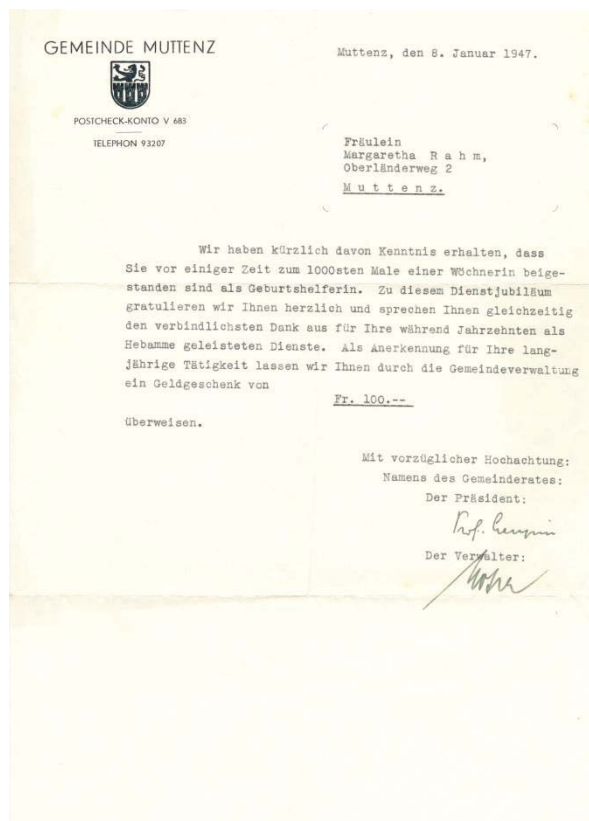 GEMEINDE MUTTENZ
POSTCHECK-KONTO V 683
TELEPHON 93207
Muttenz, den 8. Januar 1947.
Fräulein
Margaretha R a h m,
Oberländerweg 2
M u t t e n z.
Wir haben kürzlich davon Kenntnis erhalten, dass
Sie vor einiger Zeit zum 1000sten Male einer Wöchnerin beige-
standen sind als Geburtshelferin. Zu diesem Dienstjubiläum
gratulieren wir Ihnen herzlich und sprechen Ihnen gleichzeitig
den verbindlichsten Dank aus für Ihre während Jahrzehnten als
Hebamme geleisteten Dienste. Als Anerkennung für Ihre lang-
jährige Tätigkeit lassen wir Ihnen durch die Gemeindeverwaltung
ein Geldgeschenk von
Fr. 100.--
überweisen.
Mit vorzüglicher Hochachtung:
Namens des Gemeinderates:
Der Präsident:
Prof.
Der Verwalter: